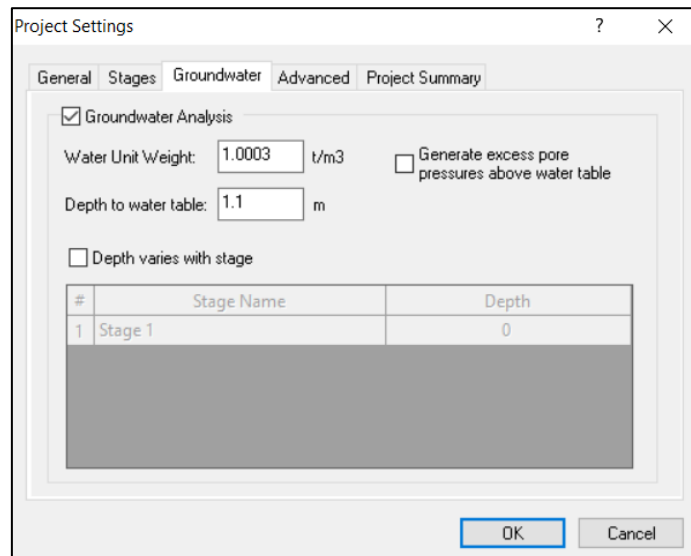 Project Settings ? ×
General Stages Groundwater Advanced Project Summary
Groundwater Analysis
Water Unit Weight: 1.0003 t/m3
Generate excess pore
pressures above water table
Depth to water table: 1.1 m
Depth varies with stage
# Stage Name Depth
1 Stage 1 0
OK Cancel